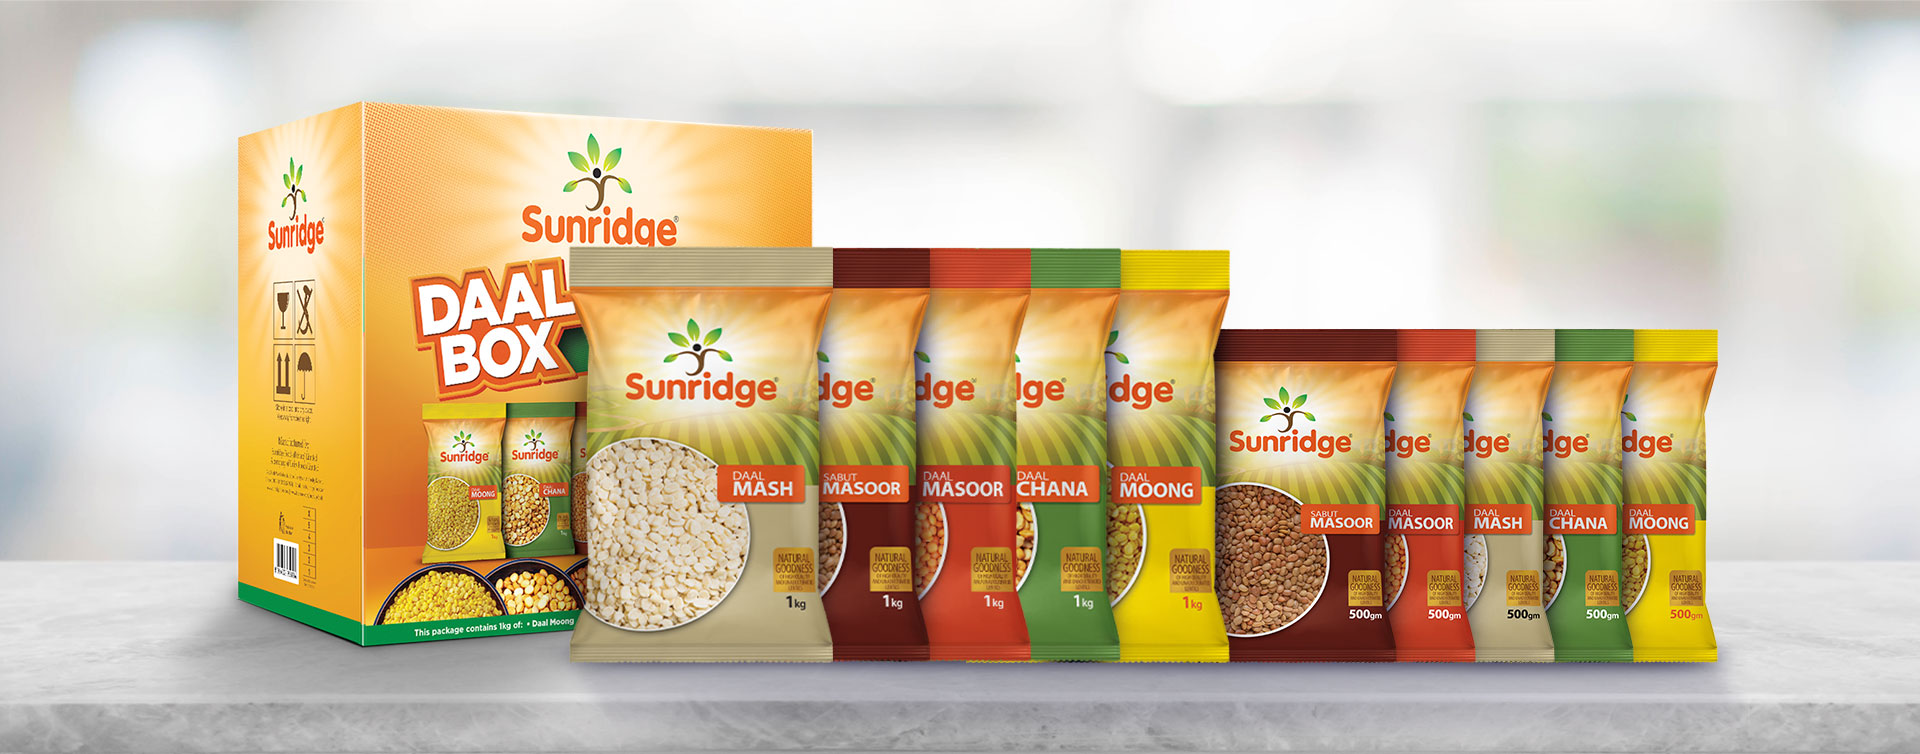 Sunridge
Sunridge®
DAAL
BOX
Sunridge
DAAL
MOONG
Sunridge
DAAL
CHANA
This package contains 1kg of: • Daal Moong
Sunridge®
DAAL
MASH
NATURAL
GOODNESS
1kg
dge®
SABUT
MASOOR
NATURAL
GOODNESS
1kg
dge
DAAL
MASOOR
NATURAL
GOODNESS
1kg
dge
DAAL
CHANA
NATURAL
GOODNESS
1kg
dge®
DAAL
MOONG
NATURAL
GOODNESS
1kg
Sunridge
SABUT
MASOOR
NATURAL
GOODNESS
500gm
dge
DAAL
MASOOR
NATURAL
GOODNESS
500gm
dge
DAAL
MASH
NATURAL
GOODNESS
500gm
dge
DAAL
CHANA
NATURAL
GOODNESS
500gm
dge
DAAL
MOONG
NATURAL
GOODNESS
500gm